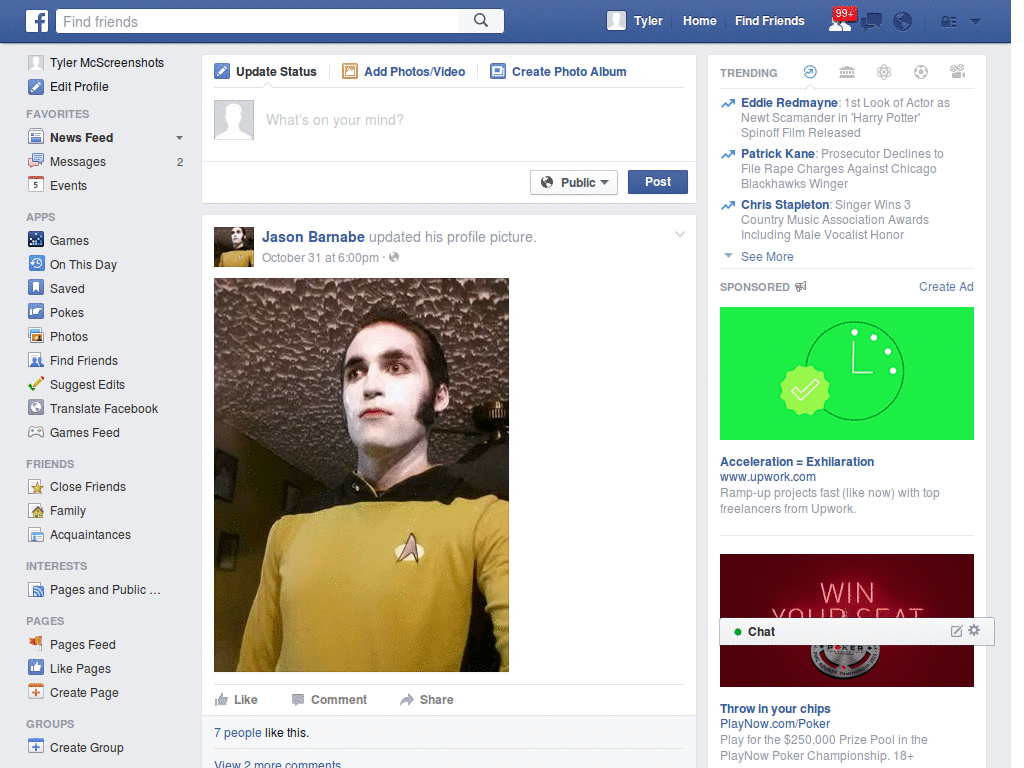 f
Find friends
Tyler
Home
Find Friends
99+
Tyler McScreenshots
Edit Profile
FAVORITES
News Feed
Messages 2
5
Events
APPS
Games
On This Day
Saved
Pokes
Photos
Find Friends
Suggest Edits
Translate Facebook
Games Feed
FRIENDS
Close Friends
Family
Acquaintances
INTERESTS
Pages and Public ...
PAGES
Pages Feed
Like Pages
Create Page
GROUPS
Create Group
Update Status
Add Photos/Video
Create Photo Album
What's on your mind?
Public
Post
Jason Barnabe updated his profile picture.
October 31 at 6:00pm ·
Like
Comment
Share
7 people like this.
View 2 more comments
TRENDING
Eddie Redmayne: 1st Look of Actor as
Newt Scamander in 'Harry Potter'
Spinoff Film Released
Patrick Kane: Prosecutor Declines to
File Rape Charges Against Chicago
Blackhawks Winger
Chris Stapleton: Singer Wins 3
Country Music Association Awards
Including Male Vocalist Honor
See More
SPONSORED
Create Ad
Acceleration = Exhilaration
www.upwork.com
Ramp-up projects fast (like now) with top
freelancers from Upwork.
WIN
YOUR SEAT
Chat
POKER
Throw in your chips
PlayNow.com/Poker
Play for the $250,000 Prize Pool in the
PlayNow Poker Championship. 18+